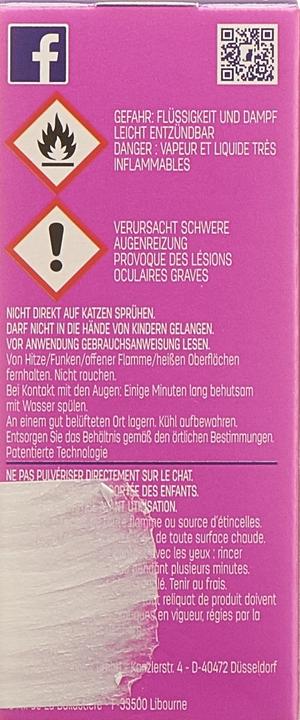 f
GEFAHR: FLÜSSIGKEIT UND DAMPF
LEICHT ENTZÜNDBAR
DANGER : VAPEUR ET LIQUIDE TRÈS
INFLAMMABLES
VERURSACHT SCHWERE
AUGENREIZUNG
PROVOQUE DES LÉSIONS
OCULAIRES GRAVES
NICHT DIREKT AUF KATZEN SPRÜHEN.
DARF NICHT IN DIE HÄNDE VON KINDERN GELANGEN.
VOR ANWENDUNG GEBRAUCHSANWEISUNG LESEN.
Von Hitze/Funken/offener Flamme/heißen Oberflächen
fernhalten. Nicht rauchen.
Bei Kontakt mit den Augen: Einige Minuten lang behutsam
mit Wasser spülen.
An einem gut belüfteten Ort lagern. Kühl aufbewahren.
Entsorgen Sie das Behältnis gemäß den örtlichen Bestimmungen.
Patentierte Technologie
NE PAS PULVÉRISER DIRECTEMENT SUR LE CHAT.
DES ENFANTS.
UTILISATION.
flamme ou source d'étincelles.
de toute surface chaude.
avec les yeux : rincer
pendant plusieurs minutes.
Tenir au frais.
tout reliquat de produit doivent
en vigueur, régies par la
Kanzlerstr. 4 - D-40472 Düsseldorf
33500 Libourne